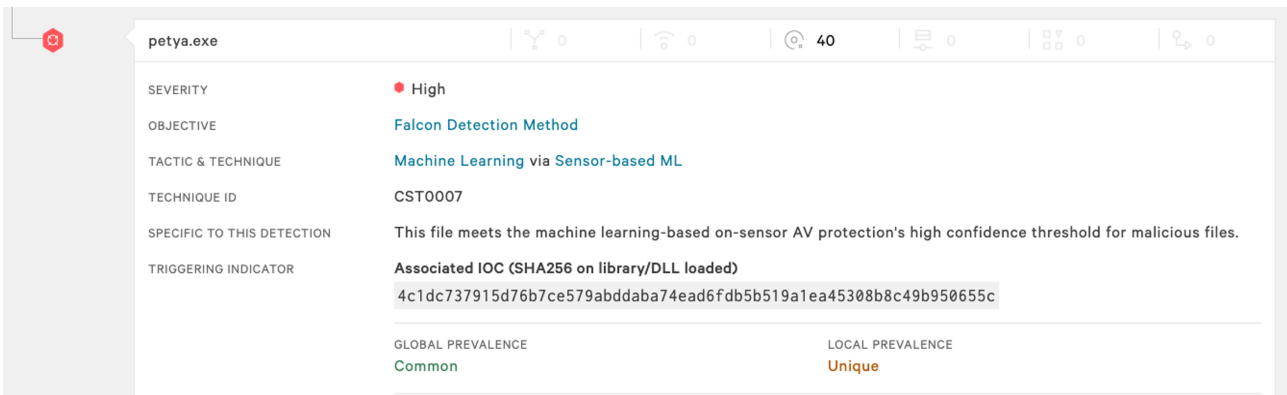 petya.exe 0 0 40 0 0 0
SEVERITY High
OBJECTIVE Falcon Detection Method
TACTIC & TECHNIQUE Machine Learning via Sensor-based ML
TECHNIQUE ID CST0007
SPECIFIC TO THIS DETECTION This file meets the machine learning-based on-sensor AV protection's high confidence threshold for malicious files.
TRIGGERING INDICATOR Associated IOC (SHA256 on library/DLL loaded)
4c1dc737915d76b7ce579abddaba74ead6fdb5b519a1ea45308b8c49b950655c
GLOBAL PREVALENCE LOCAL PREVALENCE
Common Unique